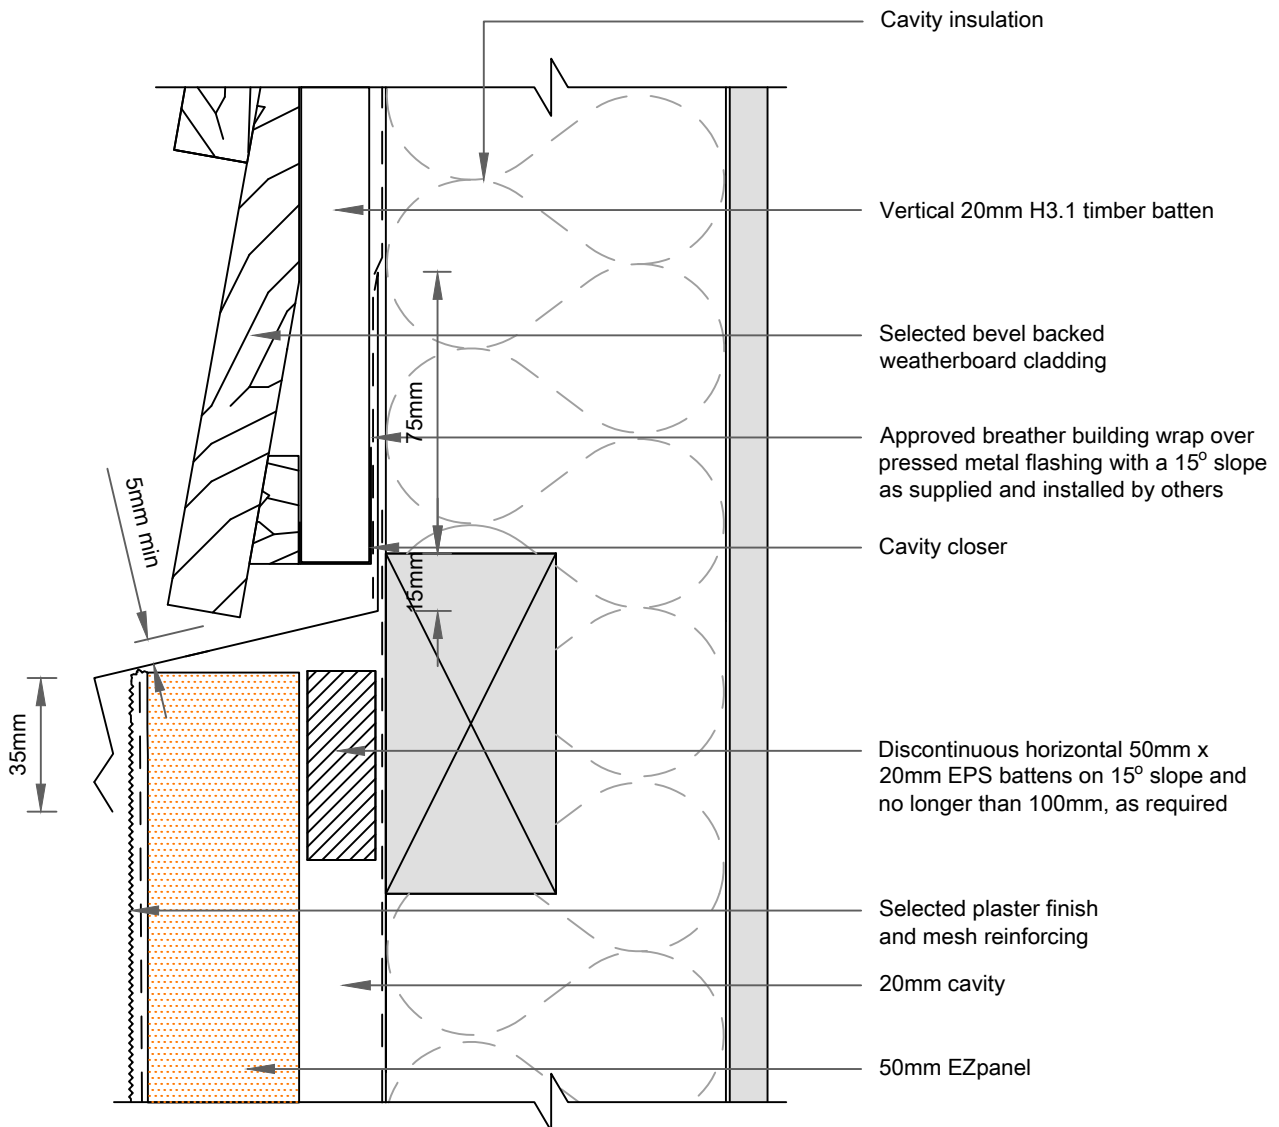 Cavity insulation
Vertical 20mm H3.1 timber batten
Selected bevel backed
weatherboard cladding
75mm
Approved breather building wrap over
pressed metal flashing with a 15° slope
as supplied and installed by others
5mm min
Cavity closer
15mm
35mm
Discontinuous horizontal 50mm x
20mm EPS battens on 15° slope and
no longer than 100mm, as required
Selected plaster finish
and mesh reinforcing
20mm cavity
50mm EZpanel